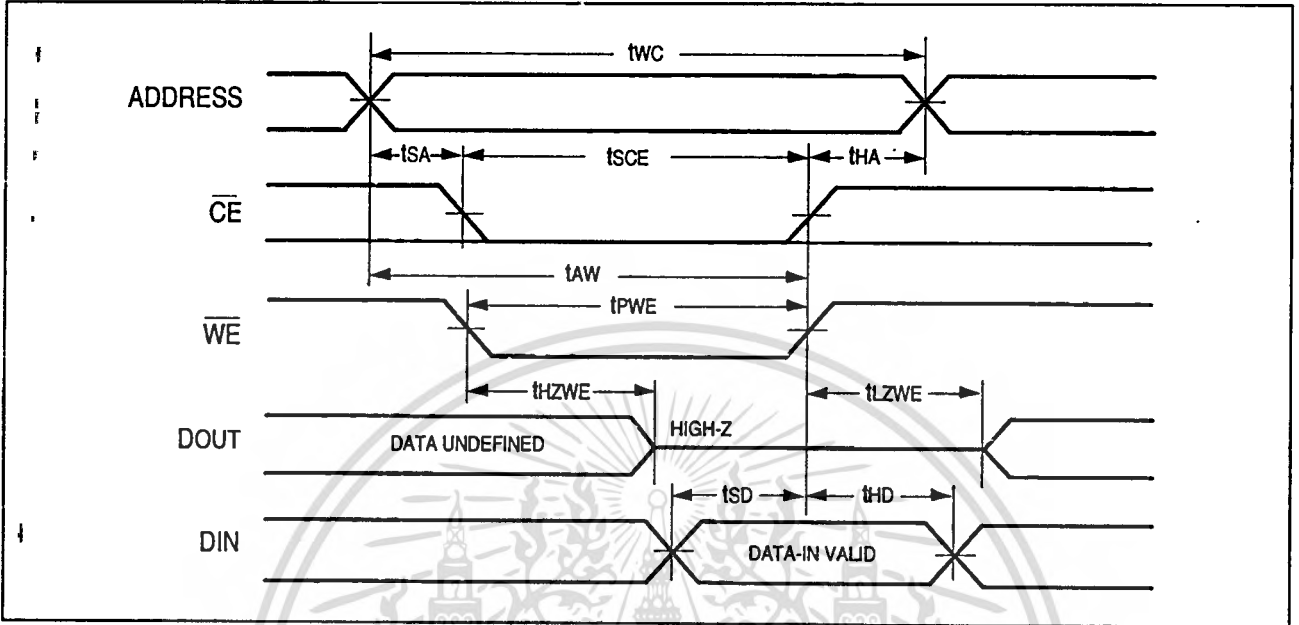 tWC
ADDRESS
tSA tSCE tHA
CE
tAW
tPWE
WE
tHZWE tLZWE
DOUT DATA UNDEFINED HIGH-Z
tSD tHD
DIN DATA-IN VALID